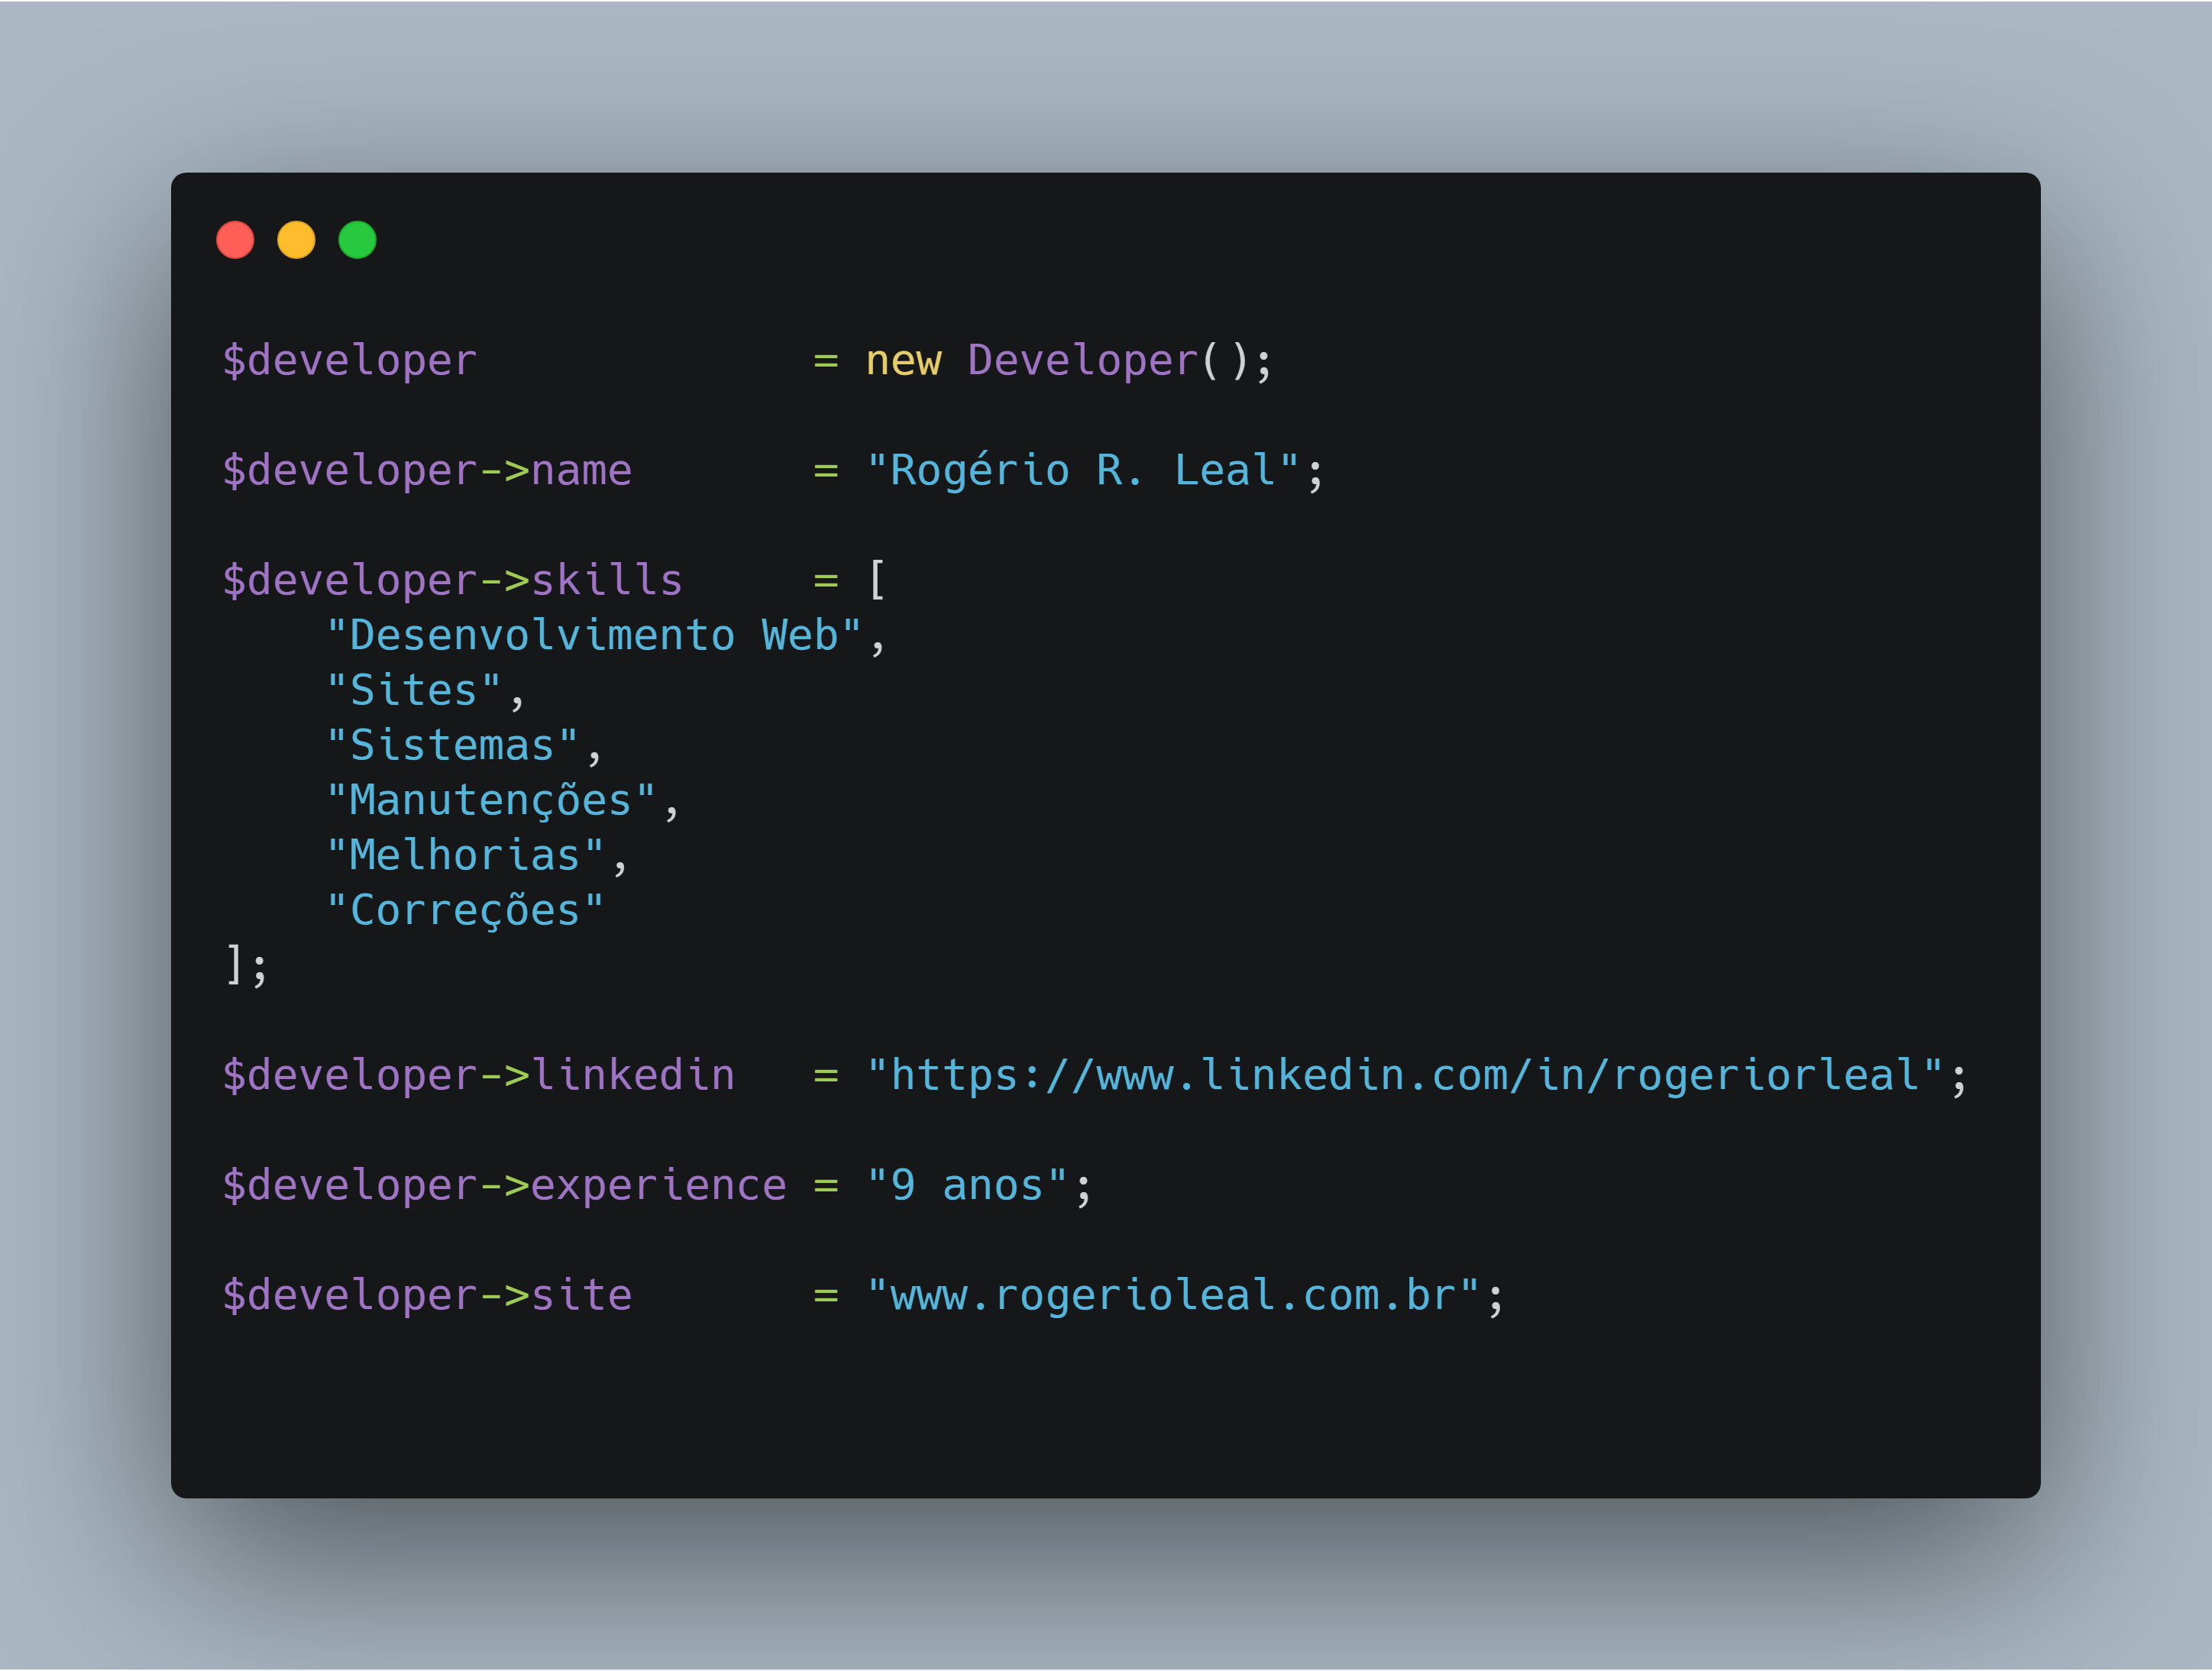 $developer             = new Developer();
$developer->name       = "Rogério R. Leal";
$developer->skills     = [
    "Desenvolvimento Web",
    "Sites",
    "Sistemas",
    "Manutenções",
    "Melhorias",
    "Correções"
];
$developer->linkedin   = "https://www.linkedin.com/in/rogeriorleal";
$developer->experience = "9 anos";
$developer->site       = "www.rogerioleal.com.br";